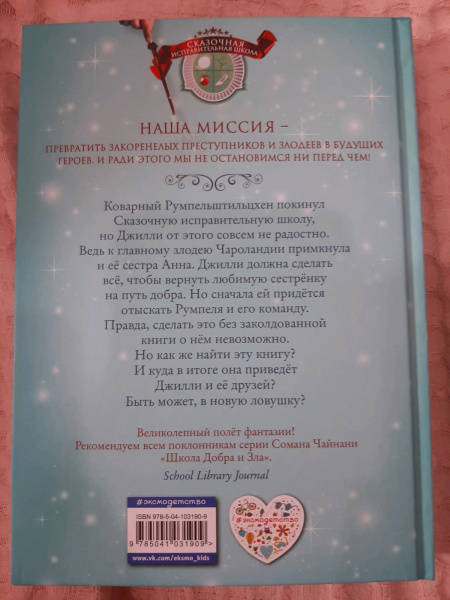 СКАЗОЧНАЯ
ИСПРАВИТЕЛЬНАЯ ШКОЛА
НАША МИССИЯ –
ПРЕВРАТИТЬ ЗАКОРЕНЕЛЫХ ПРЕСТУПНИКОВ И ЗЛОДЕЕВ В БУДУЩИХ
ГЕРОЕВ. И РАДИ ЭТОГО МЫ НЕ ОСТАНОВИМСЯ НИ ПЕРЕД ЧЕМ!
Коварный Румпельштильцхен покинул
Сказочную исправительную школу,
но Джилли от этого совсем не радостно.
Ведь к главному злодею Чароландии примкнула
и её сестра Анна. Джилли должна сделать
всё, чтобы вернуть любимую сестрёнку
на путь добра. Но сначала ей придётся
отыскать Румпеля и его команду.
Правда, сделать это без заколдованной
книги о нём невозможно.
Но как же найти эту книгу?
И куда в итоге она приведёт
Джилли и её друзей?
Быть может, в новую ловушку?
Великолепный полёт фантазии!
Рекомендуем всем поклонникам серии Сомана Чайнани
«Школа Добра и Зла».
School Library Journal
#эксмодетство
ISBN 978-5-04-103190-9
9 785041 031909 >
www.vk.com/eksmo_kids
#эксмодетство